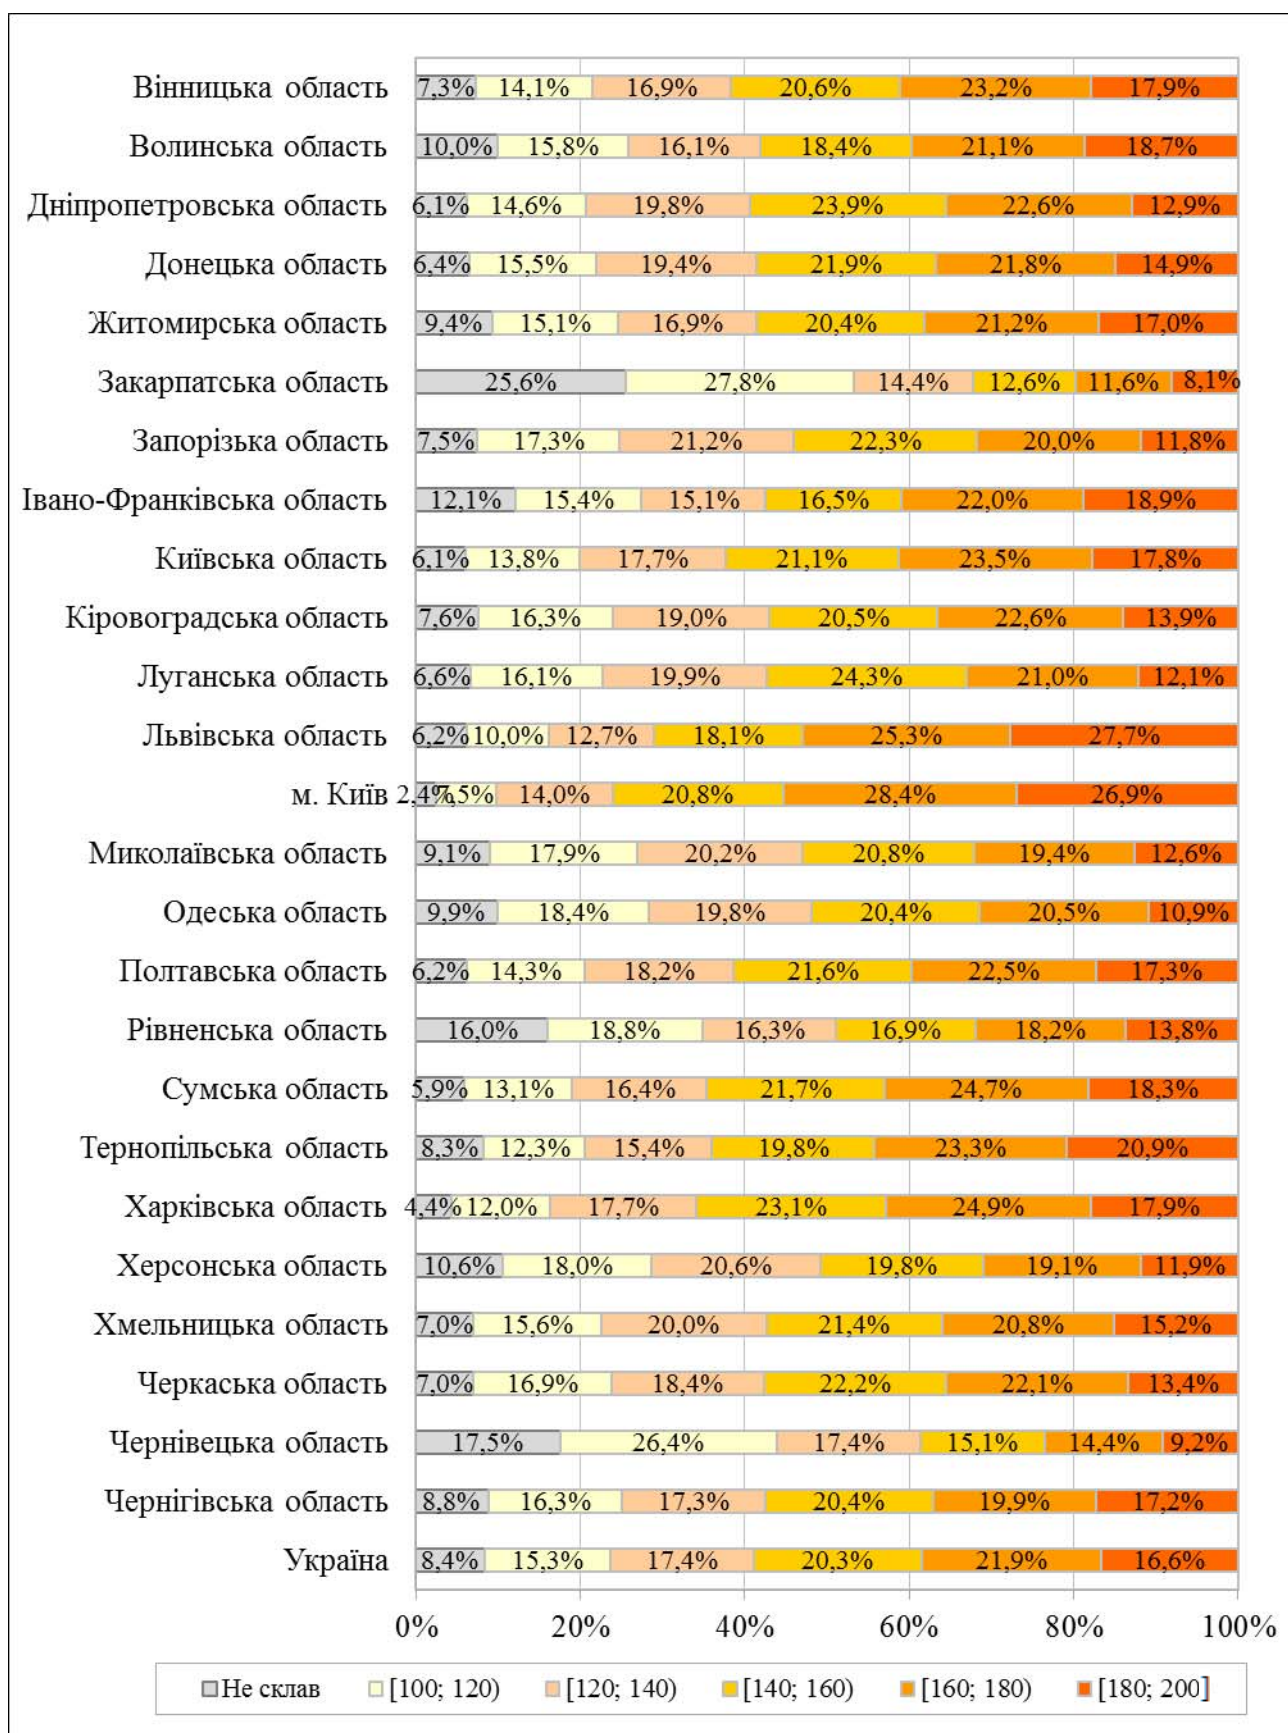 Вінницька область 7,3% 14,1% 16,9% 20,6% 23,2% 17,9%
Волинська область 10,0% 15,8% 16,1% 18,4% 21,1% 18,7%
Дніпропетровська область 6,1% 14,6% 19,8% 23,9% 22,6% 12,9%
Донецька область 6,4% 15,5% 19,4% 21,9% 21,8% 14,9%
Житомирська область 9,4% 15,1% 16,9% 20,4% 21,2% 17,0%
Закарпатська область 25,6% 27,8% 14,4% 12,6% 11,6% 8,1%
Запорізька область 7,5% 17,3% 21,2% 22,3% 20,0% 11,8%
Івано-Франківська область 12,1% 15,4% 15,1% 16,5% 22,0% 18,9%
Київська область 6,1% 13,8% 17,7% 21,1% 23,5% 17,8%
Кіровоградська область 7,6% 16,3% 19,0% 20,5% 22,6% 13,9%
Луганська область 6,6% 16,1% 19,9% 24,3% 21,0% 12,1%
Львівська область 6,2% 10,0% 12,7% 18,1% 25,3% 27,7%
м. Київ 2,4% 7,5% 14,0% 20,8% 28,4% 26,9%
Миколаївська область 9,1% 17,9% 20,2% 20,8% 19,4% 12,6%
Одеська область 9,9% 18,4% 19,8% 20,4% 20,5% 10,9%
Полтавська область 6,2% 14,3% 18,2% 21,6% 22,5% 17,3%
Рівненська область 16,0% 18,8% 16,3% 16,9% 18,2% 13,8%
Сумська область 5,9% 13,1% 16,4% 21,7% 24,7% 18,3%
Тернопільська область 8,3% 12,3% 15,4% 19,8% 23,3% 20,9%
Харківська область 4,4% 12,0% 17,7% 23,1% 24,9% 17,9%
Херсонська область 10,6% 18,0% 20,6% 19,8% 19,1% 11,9%
Хмельницька область 7,0% 15,6% 20,0% 21,4% 20,8% 15,2%
Черкаська область 7,0% 16,9% 18,4% 22,2% 22,1% 13,4%
Чернівецька область 17,5% 26,4% 17,4% 15,1% 14,4% 9,2%
Чернігівська область 8,8% 16,3% 17,3% 20,4% 19,9% 17,2%
Україна 8,4% 15,3% 17,4% 20,3% 21,9% 16,6%
0% 20% 40% 60% 80% 100%
Не склав [100; 120) [120; 140) [140; 160) [160; 180) [180; 200]